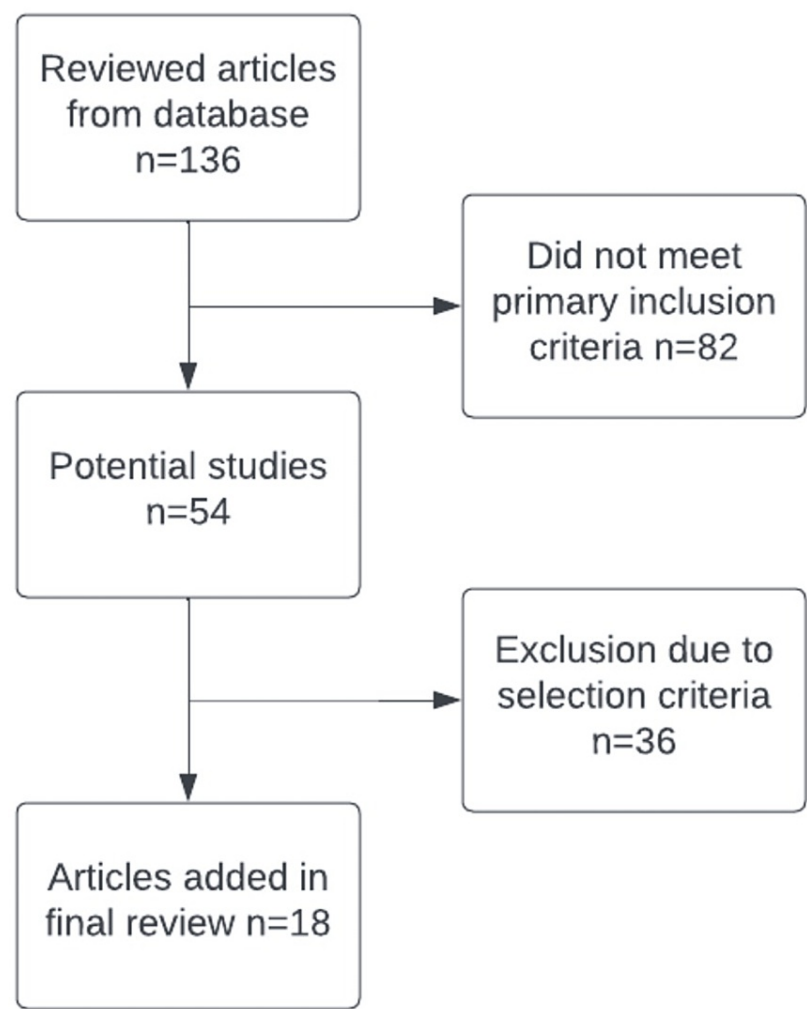 Reviewed articles
from database
n=136
Did not meet
primary inclusion
criteria n=82
Potential studies
n=54
Exclusion due to
selection criteria
n=36
Articles added in
final review n=18